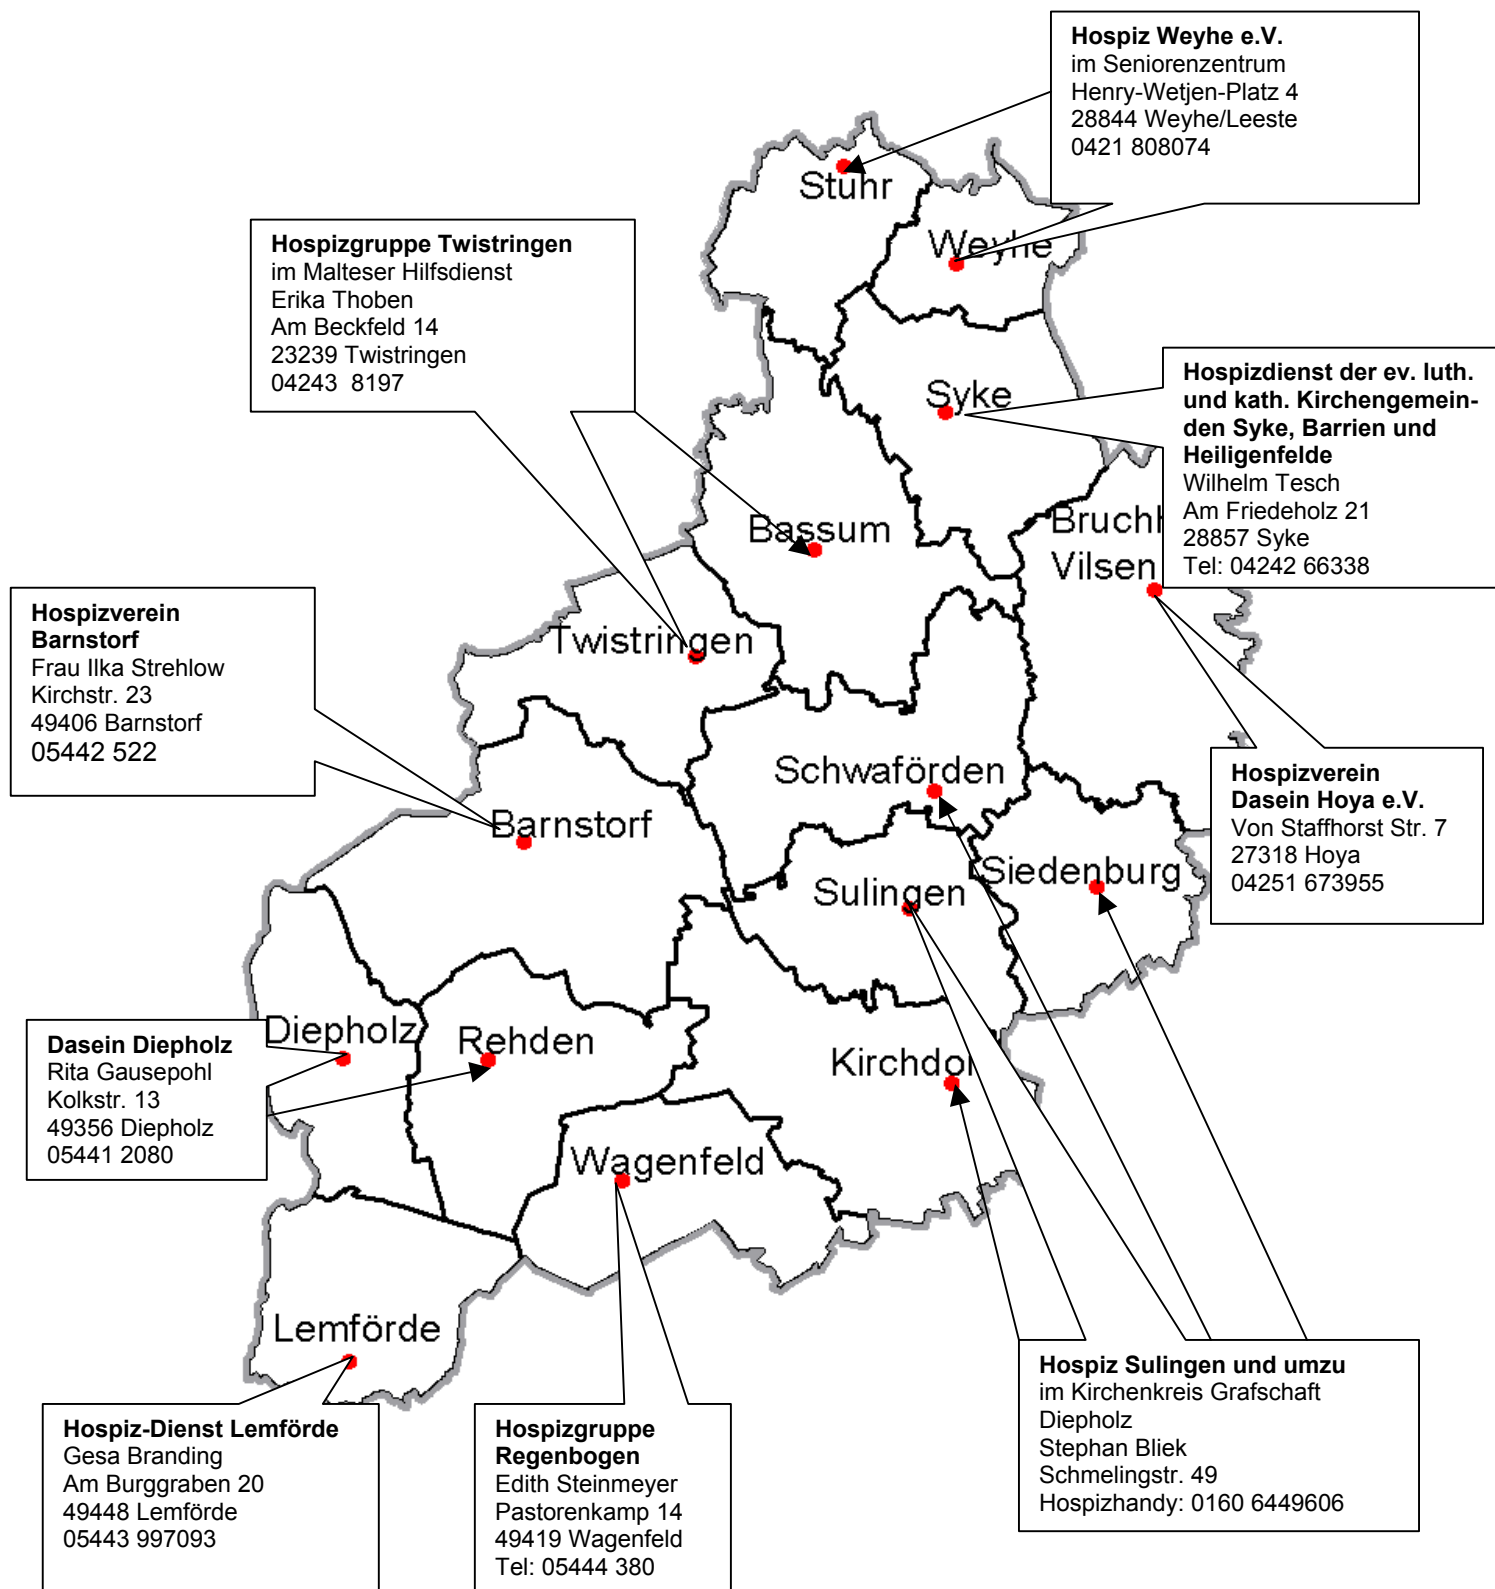 Hospiz Weyhe e.V.
im Seniorenzentrum
Henry-Wetjen-Platz 4
28844 Weyhe/Leeste
0421 808074
Stuhr
Weyhe
Hospizgruppe Twistringen
im Malteser Hilfsdienst
Erika Thoben
Am Beckfeld 14
23239 Twistringen
04243  8197
Syke
Hospizdienst der ev. luth.
und kath. Kirchengemein-
den Syke, Barrien und
Heiligenfelde
Wilhelm Tesch
Am Friedeholz 21
28857 Syke
Tel: 04242 66338
Bassum
Bruchh
Vilsen
Hospizverein
Barnstorf
Frau Ilka Strehlow
Kirchstr. 23
49406 Barnstorf
05442 522
Twistringen
Schwaförden
Hospizverein
Dasein Hoya e.V.
Von Staffhorst Str. 7
27318 Hoya
04251 673955
Barnstorf
Sulingen
Siedenburg
Diepholz
Rehden
Kirchdor
Dasein Diepholz
Rita Gausepohl
Kolkstr. 13
49356 Diepholz
05441 2080
Wagenfeld
Lemförde
Hospiz Sulingen und umzu
im Kirchenkreis Grafschaft
Diepholz
Stephan Bliek
Schmelingstr. 49
Hospizhandy: 0160 6449606
Hospiz-Dienst Lemförde
Gesa Branding
Am Burggraben 20
49448 Lemförde
05443 997093
Hospizgruppe
Regenbogen
Edith Steinmeyer
Pastorenkamp 14
49419 Wagenfeld
Tel: 05444 380